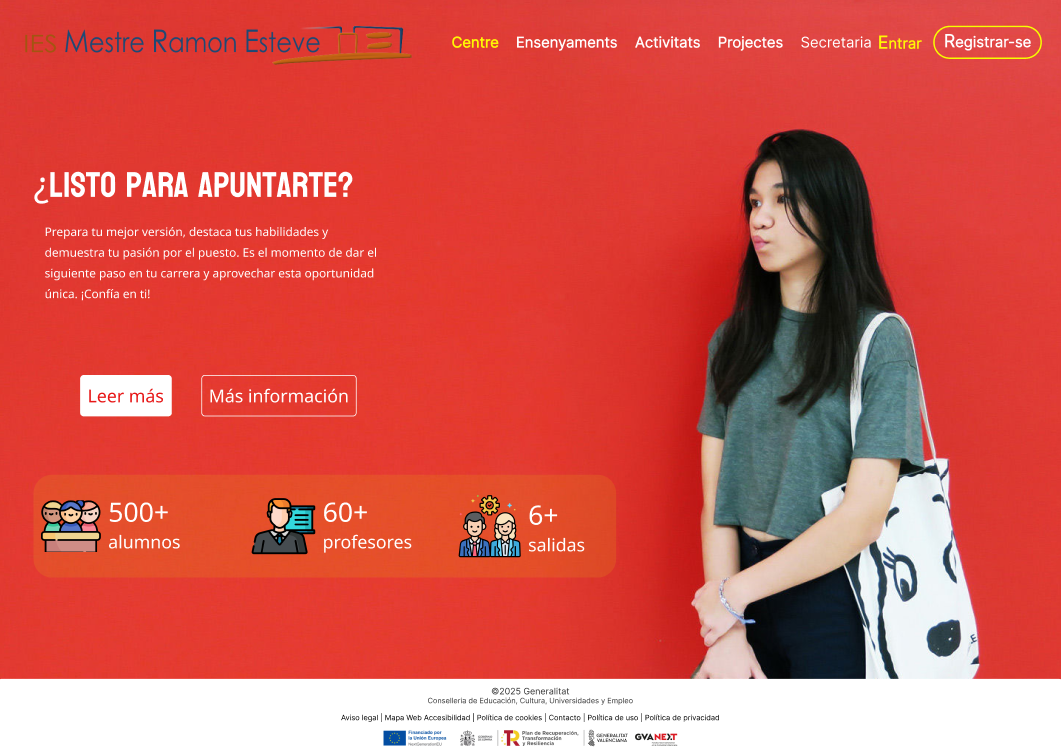 IES Mestre Ramon Esteve
Centre Ensenyaments Activitats Projectes Secretaria Entrar Registrar-se
¿LISTO PARA APUNTARTE?
Prepara tu mejor versión, destaca tus habilidades y
demuestra tu pasión por el puesto. Es el momento de dar el
siguiente paso en tu carrera y aprovechar esta oportunidad
única. ¡Confía en ti!
Leer más Más información
500+
alumnos
60+
profesores
6+
salidas
©2025 Generalitat
Conselleria de Educación, Cultura, Universidades y Empleo
Aviso legal | Mapa Web Accesibilidad | Política de cookies | Contacto | Política de uso | Política de privacidad
Financiado por
la Unión Europea
NextGenerationEU
Plan de Recuperación,
Transformación
y Resiliencia
GENERALITAT
VALENCIANA
GVANEXT